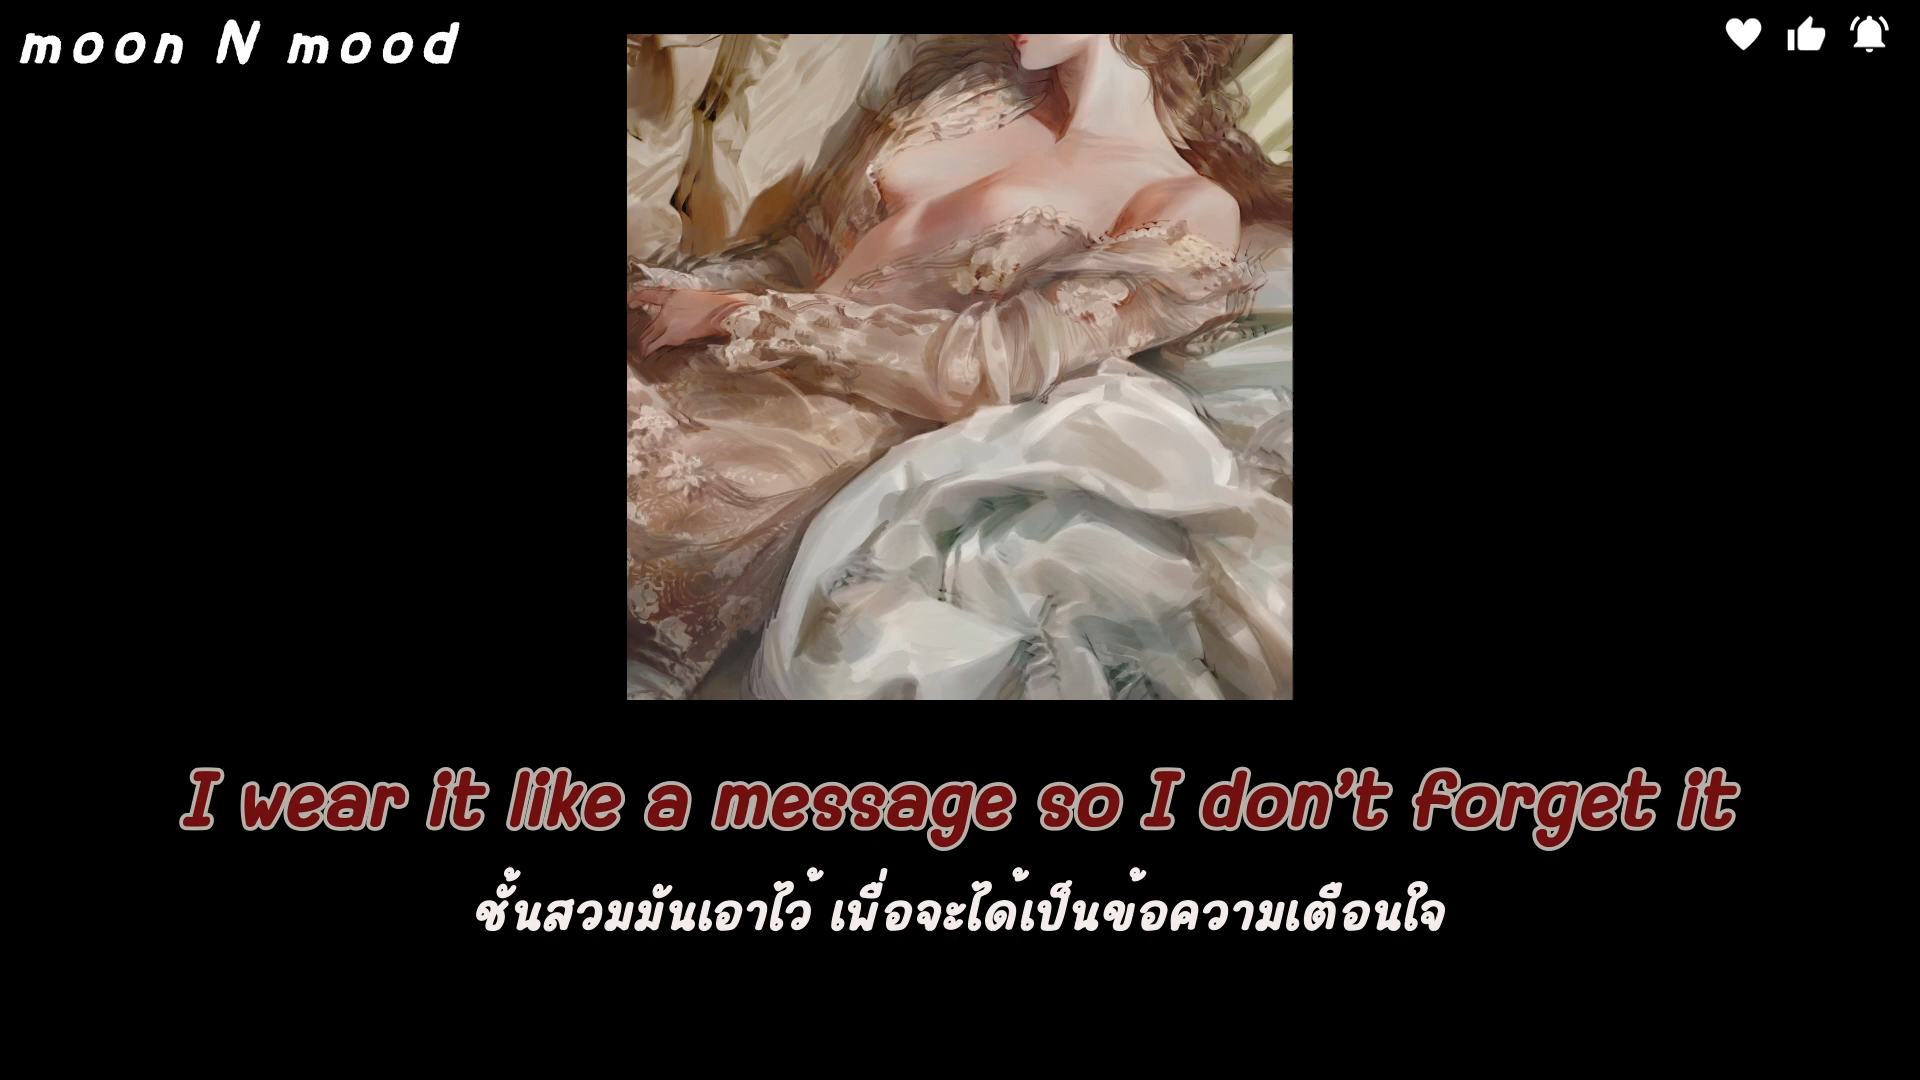 moon N mood
I wear it like a message so I don't forget it
ชั้นสวมมันเอาไว้ เพื่อจะได้เป็นข้อความเตือนใจ